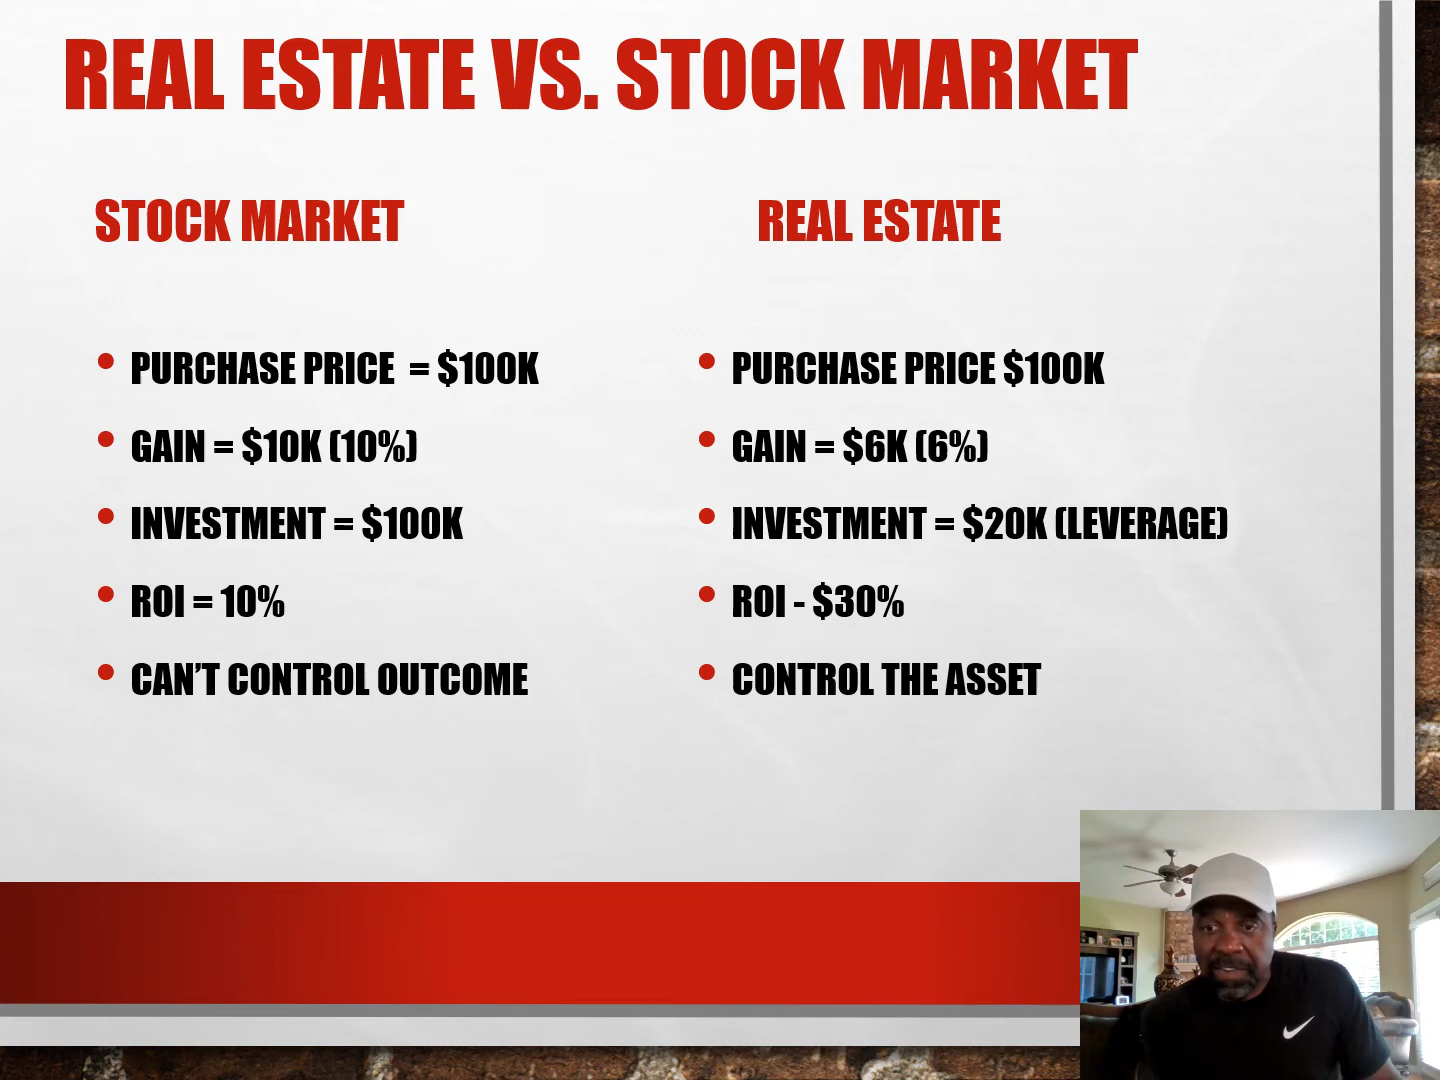 REAL ESTATE VS. STOCK MARKET
STOCK MARKET
PURCHASE PRICE = $100K
GAIN = $10K (10%)
INVESTMENT = $100K
ROI = 10%
CAN'T CONTROL OUTCOME
REAL ESTATE
PURCHASE PRICE $100K
GAIN = $6K (6%)
INVESTMENT = $20K (LEVERAGE)
ROI - $30%
CONTROL THE ASSET